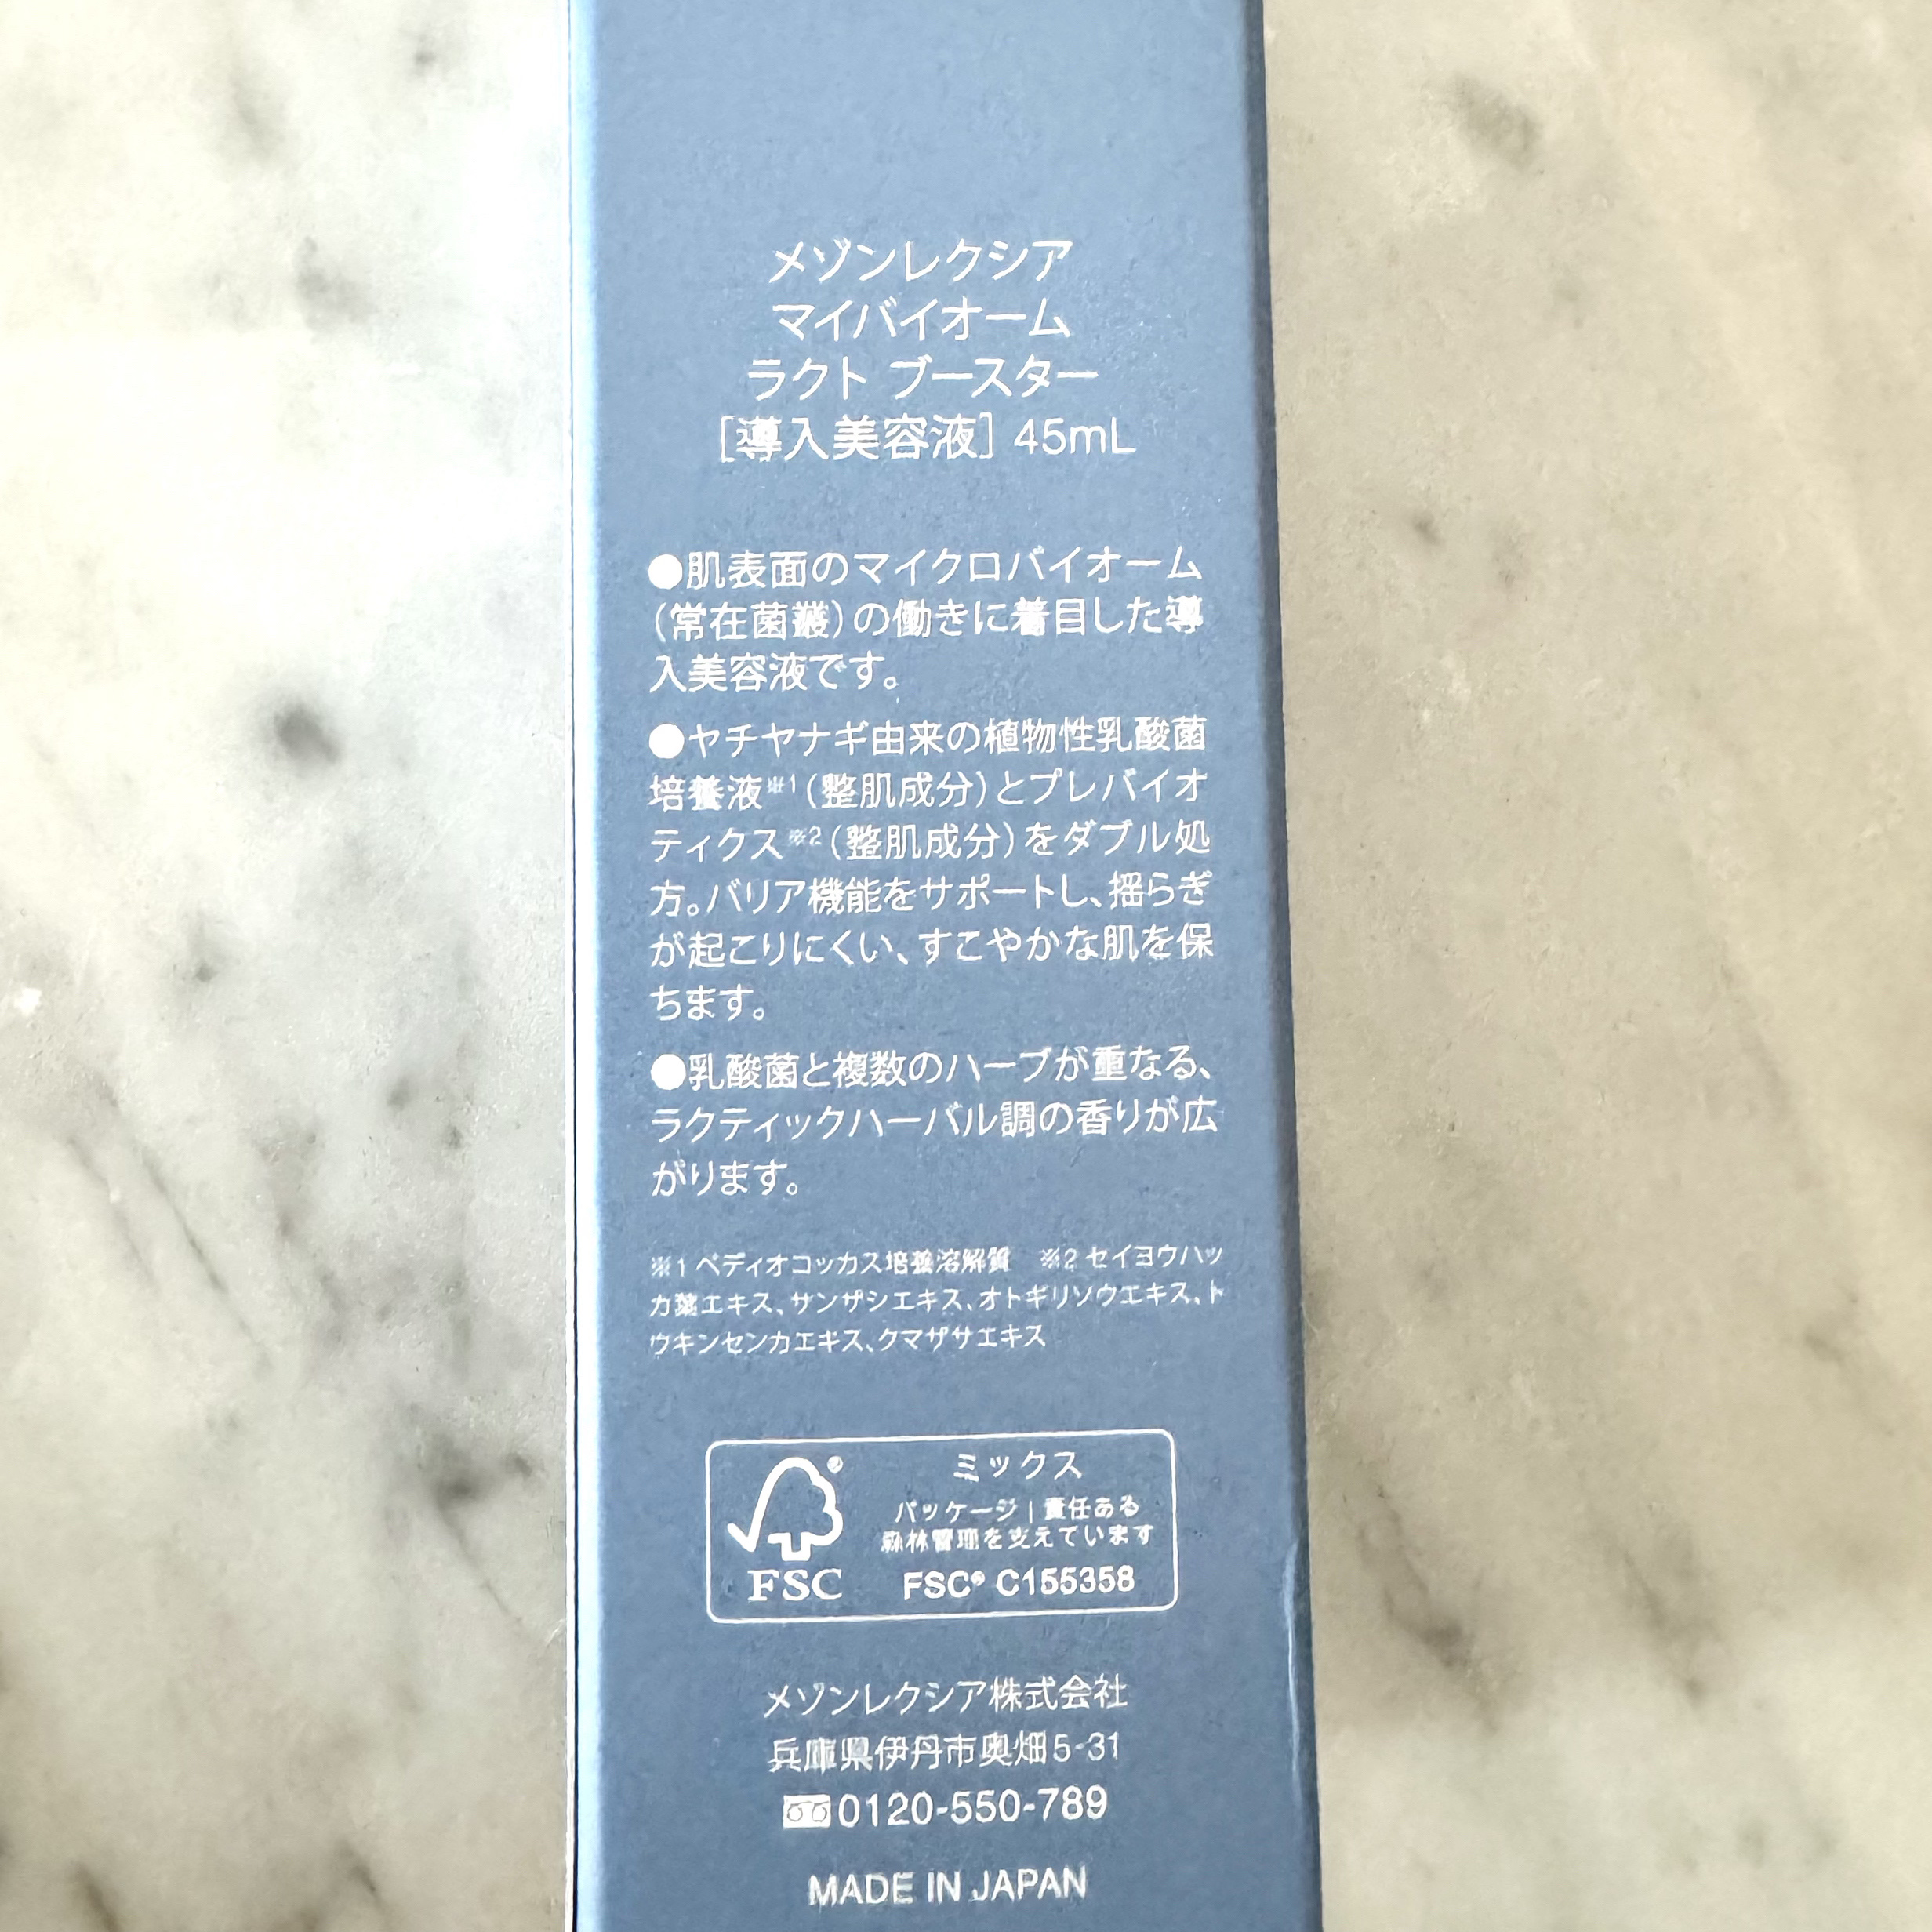 メゾンレクシア
マイバイオーム
ラクト ブースター
[導入美容液] 45mL
●肌表面のマイクロバイオーム
(常在菌叢)の働きに着目した導
入美容液です。
●ヤチヤナギ由来の植物性乳酸菌
培養液※1(整肌成分)とプレバイオ
ティクス※2(整肌成分)をダブル処
方。バリア機能をサポートし、揺らぎ
が起こりにくい、すこやかな肌を保
ちます。
●乳酸菌と複数のハーブが重なる、
ラクティックハーバル調の香りが広
がります。
※1 ペディオコッカス培養溶解質 ※2 セイヨウハッ
カ葉エキス、サンザシエキス、オトギリソウエキス、ト
ウキンセンカエキス、クマザサエキス
ミックス
パッケージ | 責任ある
森林管理を支えています
FSC® C155358
FSC
メゾンレクシア株式会社
兵庫県伊丹市奥畑5-31
0120-550-789
MADE IN JAPAN